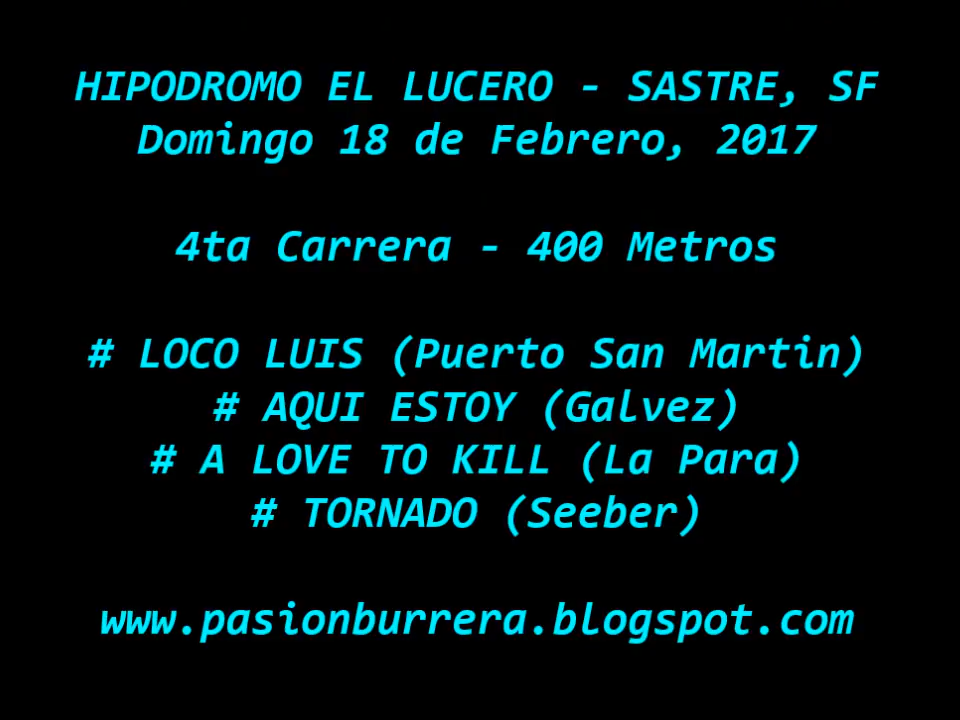 HIPODROMO EL LUCERO - SASTRE, SF
Domingo 18 de Febrero, 2017
4ta Carrera - 400 Metros
# LOCO LUIS (Puerto San Martin)
# AQUI ESTOY (Galvez)
# A LOVE TO KILL (La Para)
# TORNADO (Seeber)
www.pasionburrera.blogspot.com